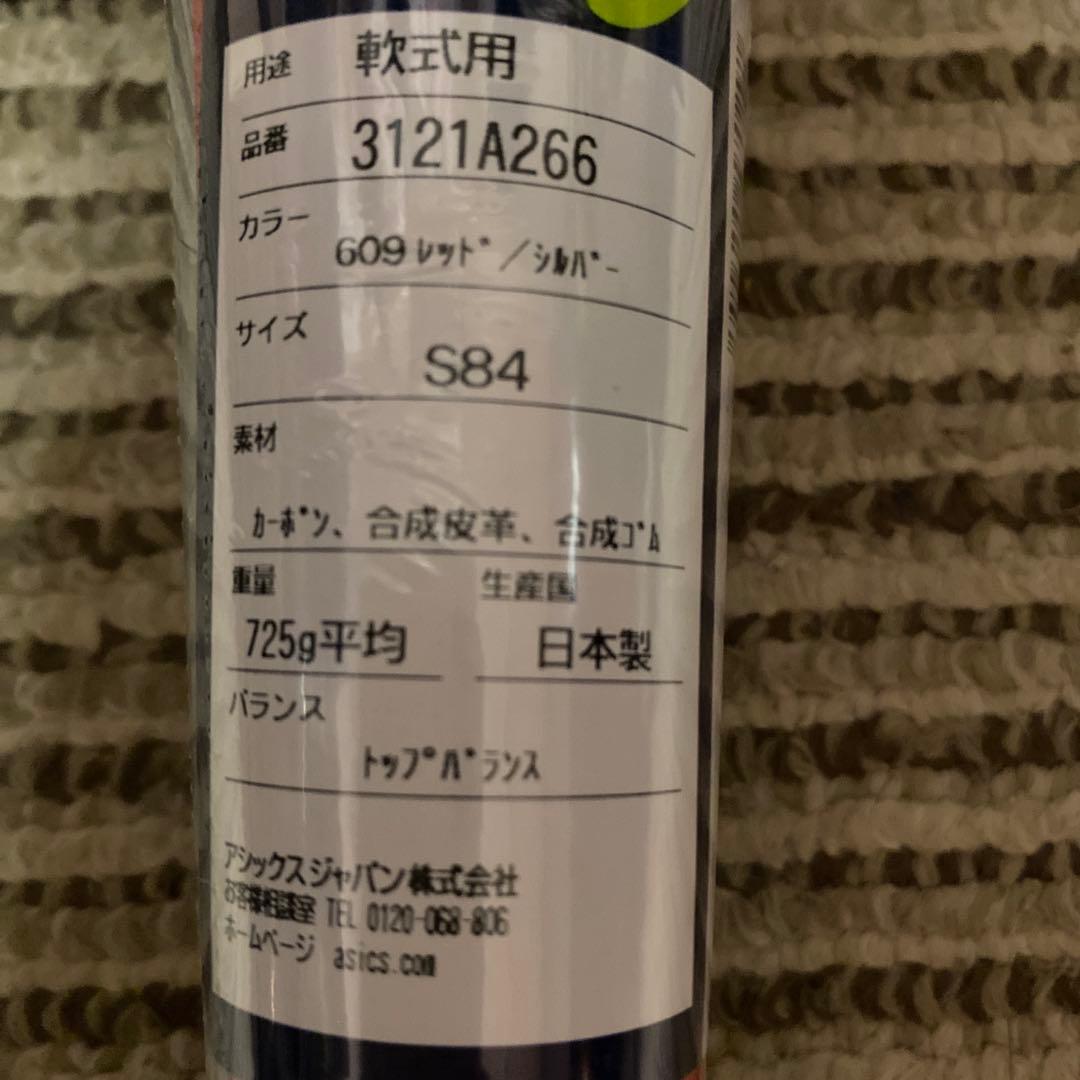 用途 軟式用
品番 3121A266
カラー
609 ﾚｯﾄﾞ／ｼﾙﾊﾞｰ
サイズ
S84
素材
ｶｰﾎﾞﾝ、合成皮革、合成ｺﾞﾑ
重量 生産国
725g平均 日本製
バランス
ﾄｯﾌﾟﾊﾞﾗﾝｽ
アシックスジャパン株式会社
お客様相談室 TEL 0120-068-806
ホームページ asics.com